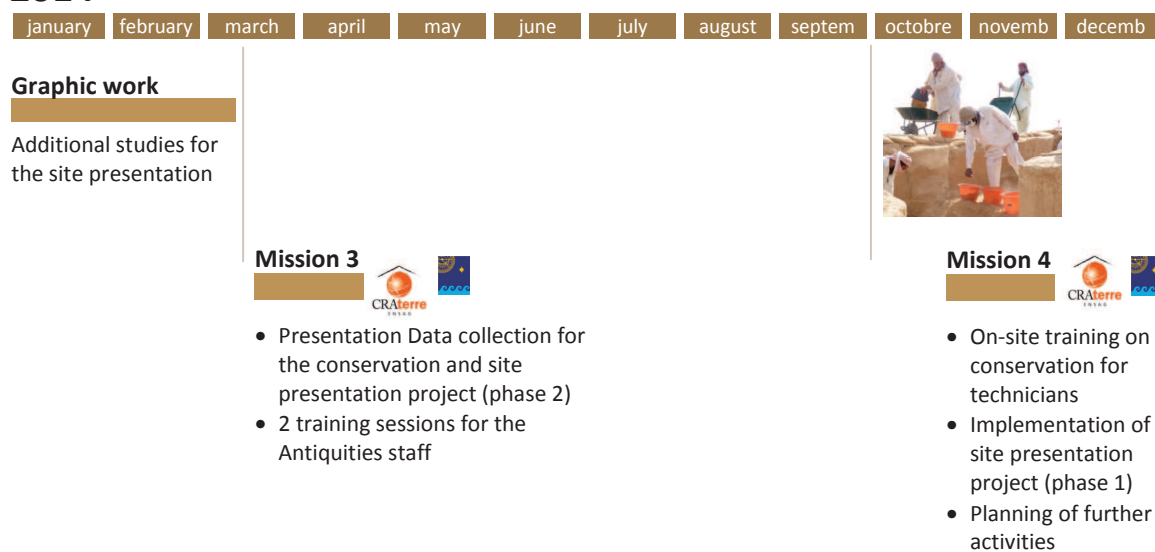 january february march april may june july august septem octobre novemb decemb
Graphic work
Additional studies for
the site presentation
Mission 3
CRAterre
ENSAG
• Presentation Data collection for
the conservation and site
presentation project (phase 2)
• 2 training sessions for the
Antiquities staff
Mission 4
CRAterre
ENSAG
• On-site training on
conservation for
technicians
• Implementation of
site presentation
project (phase 1)
• Planning of further
activities